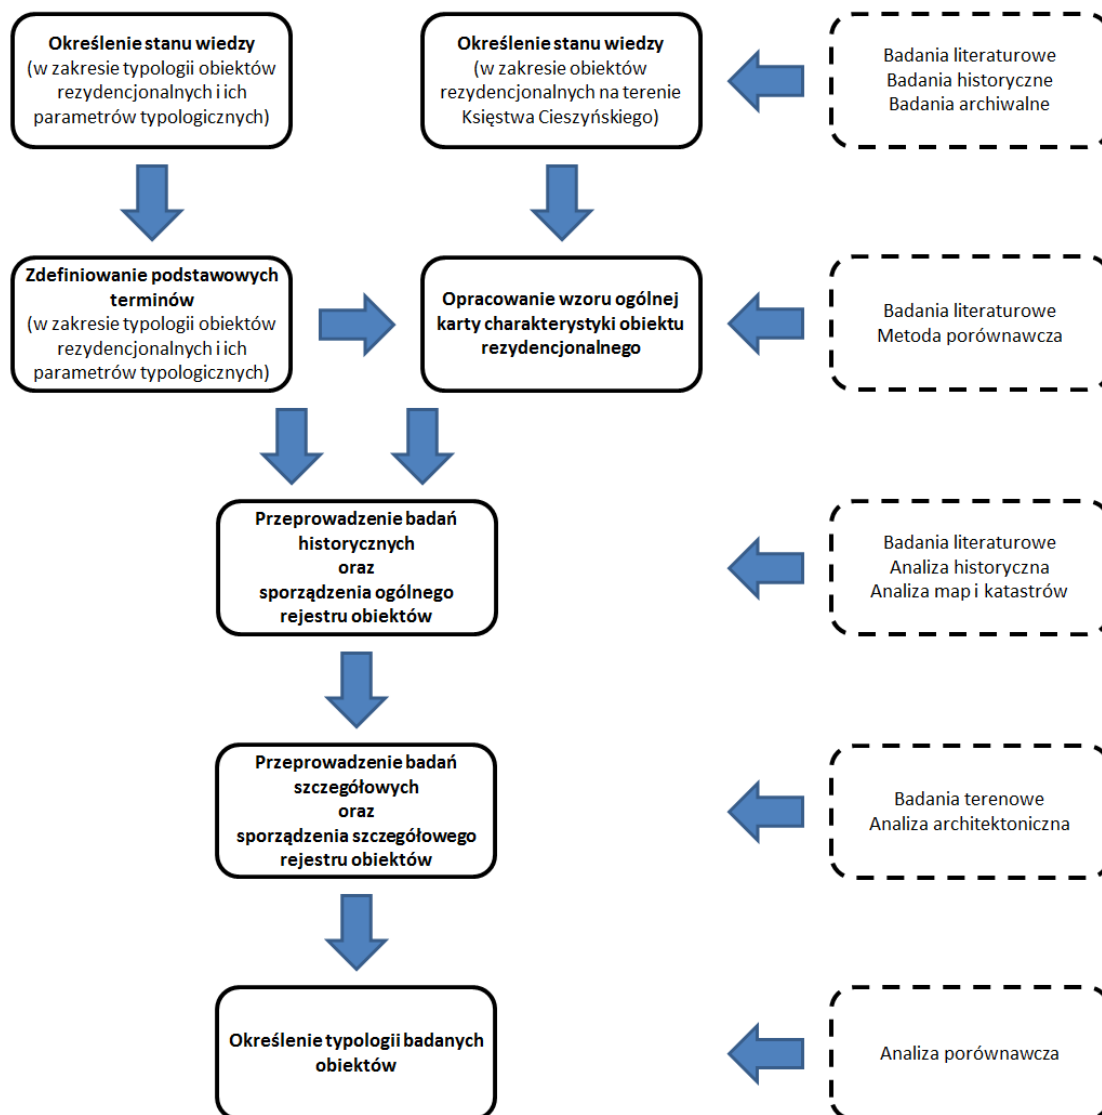 Określenie stanu wiedzy
(w zakresie typologii obiektów
rezydencjonalnych i ich
parametrów typologicznych)
Określenie stanu wiedzy
(w zakresie obiektów
rezydencjonalnych na terenie
Księstwa Cieszyńskiego)
Badania literaturowe
Badania historyczne
Badania archiwalne
Zdefiniowanie podstawowych
terminów
(w zakresie typologii obiektów
rezydencjonalnych i ich
parametrów typologicznych)
Opracowanie wzoru ogólnej
karty charakterystyki obiektu
rezydencjonalnego
Badania literaturowe
Metoda porównawcza
Przeprowadzenie badań
historycznych
oraz
sporządzenia ogólnego
rejestru obiektów
Badania literaturowe
Analiza historyczna
Analiza map i katastrów
Przeprowadzenie badań
szczegółowych
oraz
sporządzenia szczegółowego
rejestru obiektów
Badania terenowe
Analiza architektoniczna
Określenie typologii badanych
obiektów
Analiza porównawcza